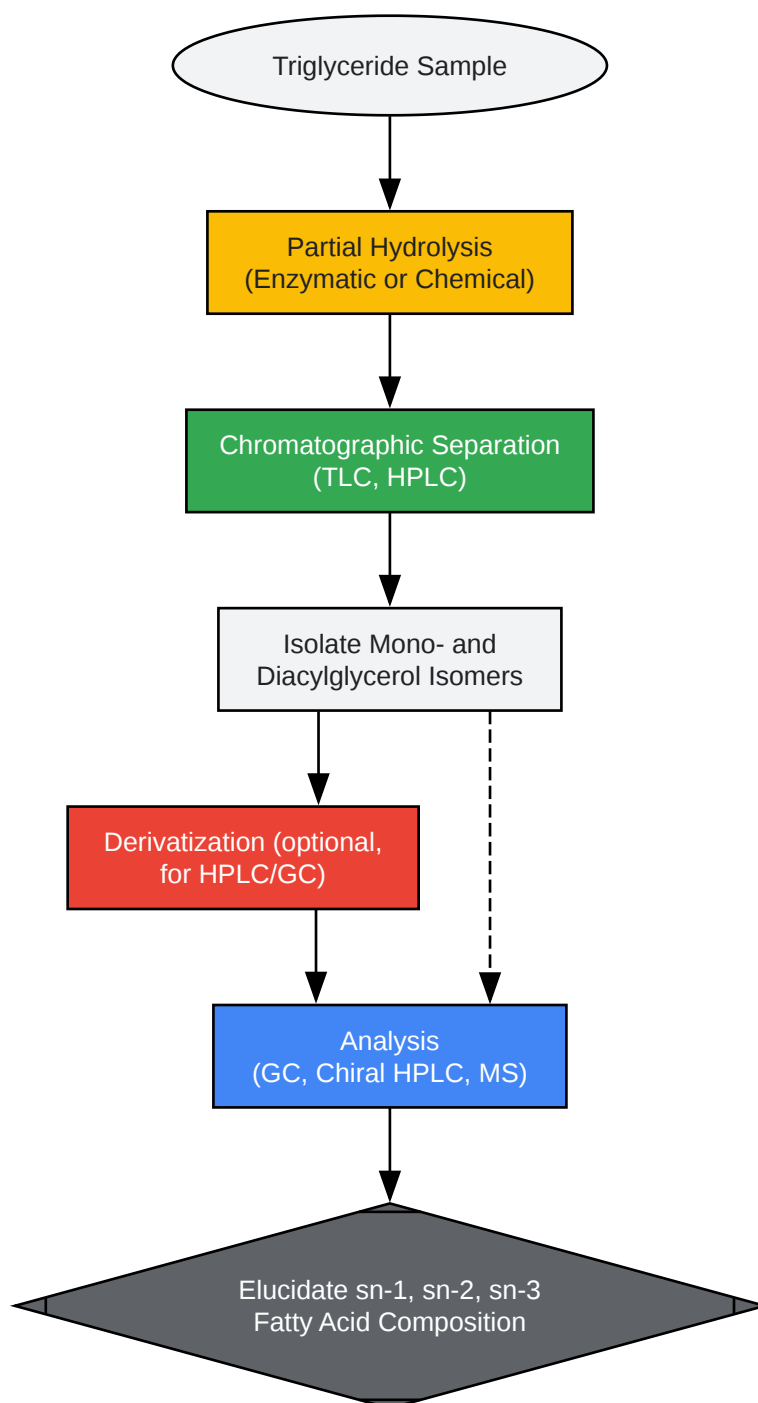 Triglyceride Sample
Partial Hydrolysis
(Enzymatic or Chemical)
Chromatographic Separation
(TLC, HPLC)
Isolate Mono- and
Diacylglycerol Isomers
Derivatization (optional,
for HPLC/GC)
Analysis
(GC, Chiral HPLC, MS)
Elucidate sn-1, sn-2, sn-3
Fatty Acid Composition